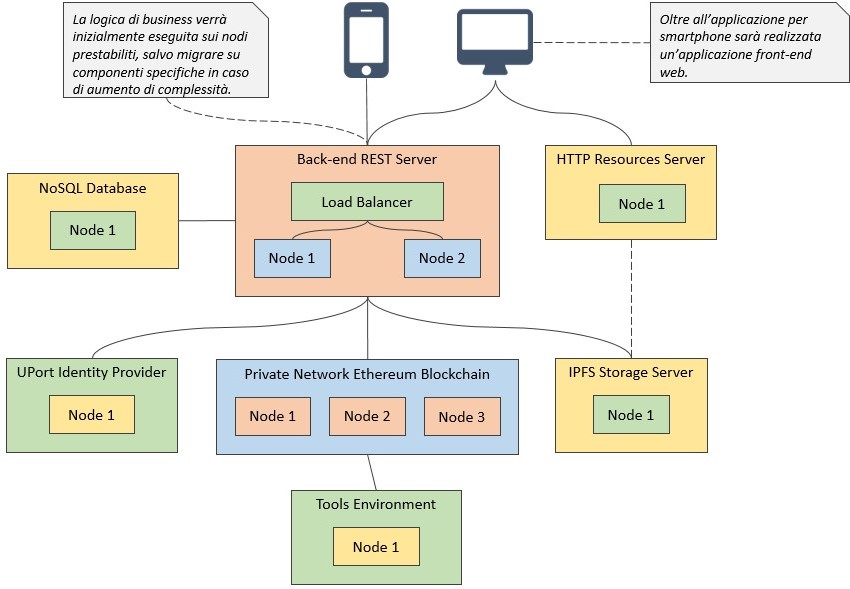 La logica di business verrà
inizialmente eseguita sui nodi
prestabiliti, salvo migrare su
componenti specifiche in caso
di aumento di complessità.
Oltre all'applicazione per
smartphone sarà realizzata
un'applicazione front-end
web.
Back-end REST Server
Load Balancer
Node 1
Node 2
HTTP Resources Server
Node 1
NoSQL Database
Node 1
UPort Identity Provider
Node 1
Private Network Ethereum Blockchain
Node 1
Node 2
Node 3
IPFS Storage Server
Node 1
Tools Environment
Node 1